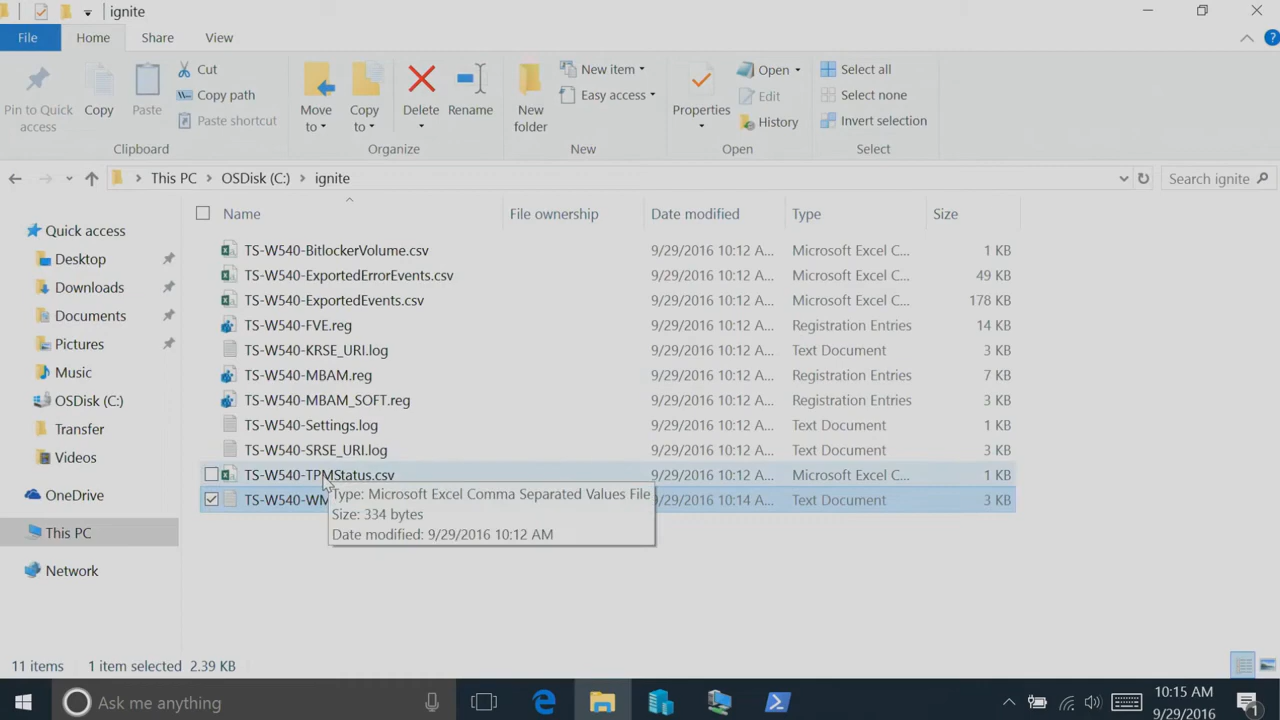 ignite
File Home Share View
Pin to Quick access
Copy
Paste
Cut
Copy path
Paste shortcut
Move to
Copy to
Delete
Rename
New folder
New item
Easy access
Properties
Open
Edit
History
Select all
Select none
Invert selection
Clipboard Organize New Open Select
This PC OSDisk (C:) ignite Search ignite
Name File ownership Date modified Type Size
Quick access
Desktop
Downloads
Documents
Pictures
Music
OSDisk (C:)
Transfer
Videos
OneDrive
This PC
Network
TS-W540-BitlockerVolume.csv 9/29/2016 10:12 A... Microsoft Excel C... 1 KB
TS-W540-ExportedErrorEvents.csv 9/29/2016 10:12 A... Microsoft Excel C... 49 KB
TS-W540-ExportedEvents.csv 9/29/2016 10:12 A... Microsoft Excel C... 178 KB
TS-W540-FVE.reg 9/29/2016 10:12 A... Registration Entries 14 KB
TS-W540-KRSE_URI.log 9/29/2016 10:12 A... Text Document 3 KB
TS-W540-MBAM.reg 9/29/2016 10:12 A... Registration Entries 7 KB
TS-W540-MBAM_SOFT.reg 9/29/2016 10:12 A... Registration Entries 3 KB
TS-W540-Settings.log 9/29/2016 10:12 A... Text Document 1 KB
TS-W540-SRSE_URI.log 9/29/2016 10:12 A... Text Document 3 KB
TS-W540-TPMStatus.csv 9/29/2016 10:12 A... Microsoft Excel C... 1 KB
TS-W540-WM 9/29/2016 10:14 A... Text Document 3 KB
Type: Microsoft Excel Comma Separated Values File
Size: 334 bytes
Date modified: 9/29/2016 10:12 AM
11 items 1 item selected 2.39 KB
Ask me anything
10:15 AM
9/29/2016
1